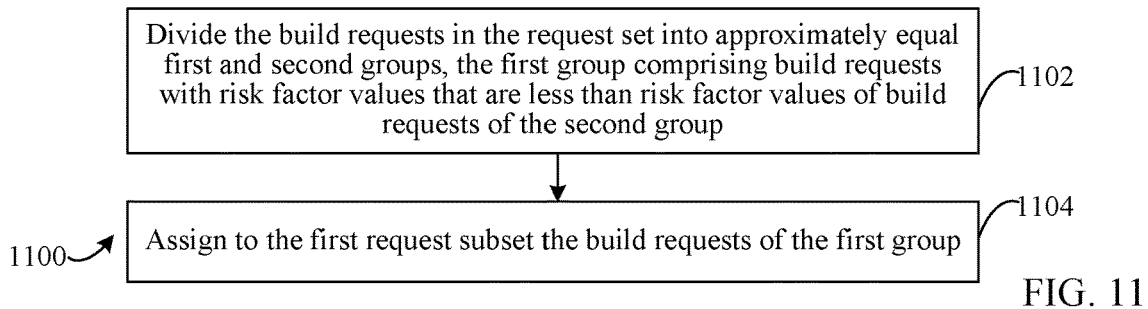 Divide the build requests in the request set into approximately equal
first and second groups, the first group comprising build requests
with risk factor values that are less than risk factor values of build
requests of the second group
1102
1104
Assign to the first request subset the build requests of the first group
1100
FIG. 11